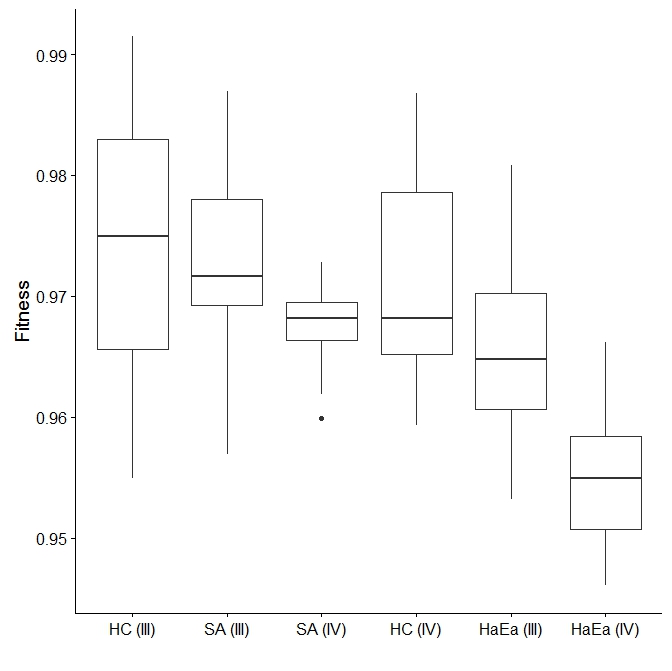 Fitness
0.99
0.98
0.97
0.96
0.95
HC (III) SA (III) SA (IV) HC (IV) HaEa (III) HaEa (IV)